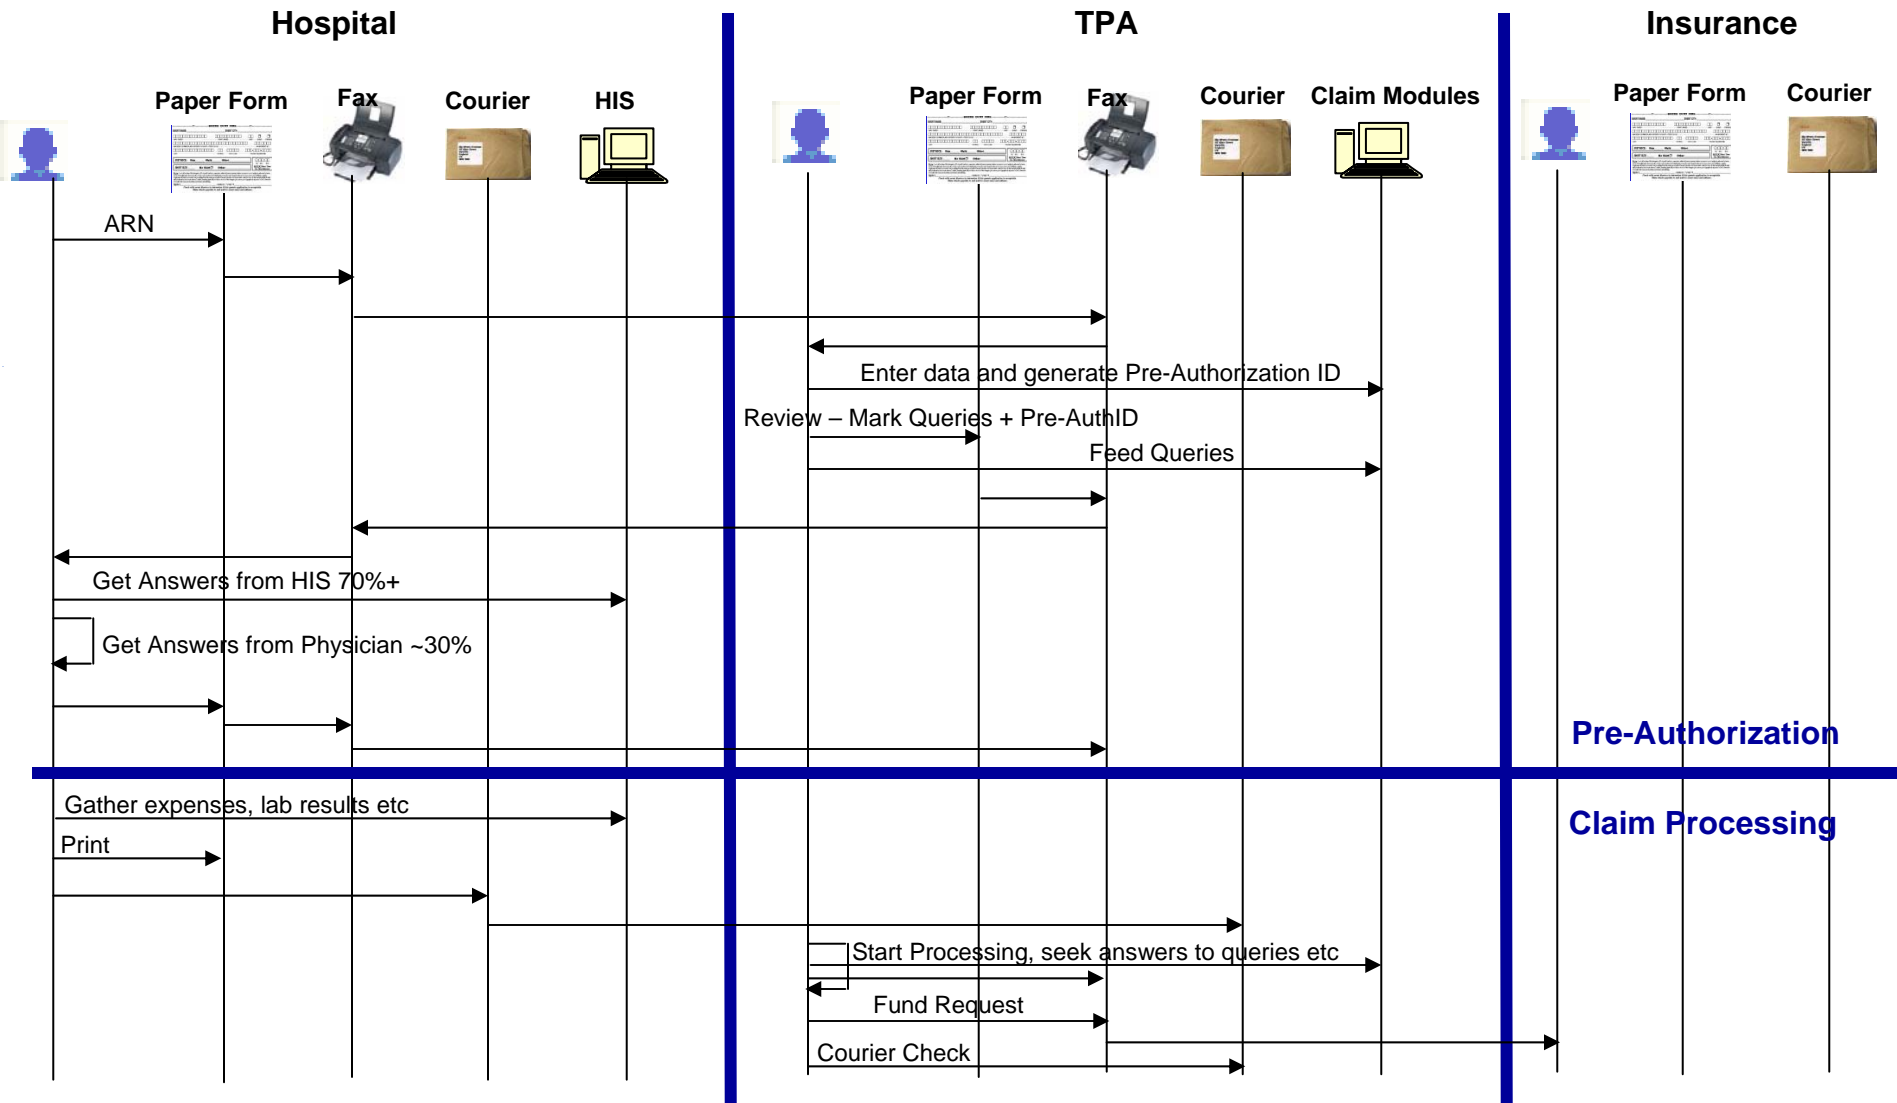 Hospital
TPA
Insurance
Paper Form
Fax
Courier
HIS
Paper Form
Fax
Courier
Claim Modules
Paper Form
Courier
ARN
Enter data and generate Pre-Authorization ID
Review – Mark Queries + Pre-AuthID
Feed Queries
Get Answers from HIS 70%+
Get Answers from Physician ~30%
Pre-Authorization
Gather expenses, lab results etc
Claim Processing
Print
Start Processing, seek answers to queries etc
Fund Request
Courier Check